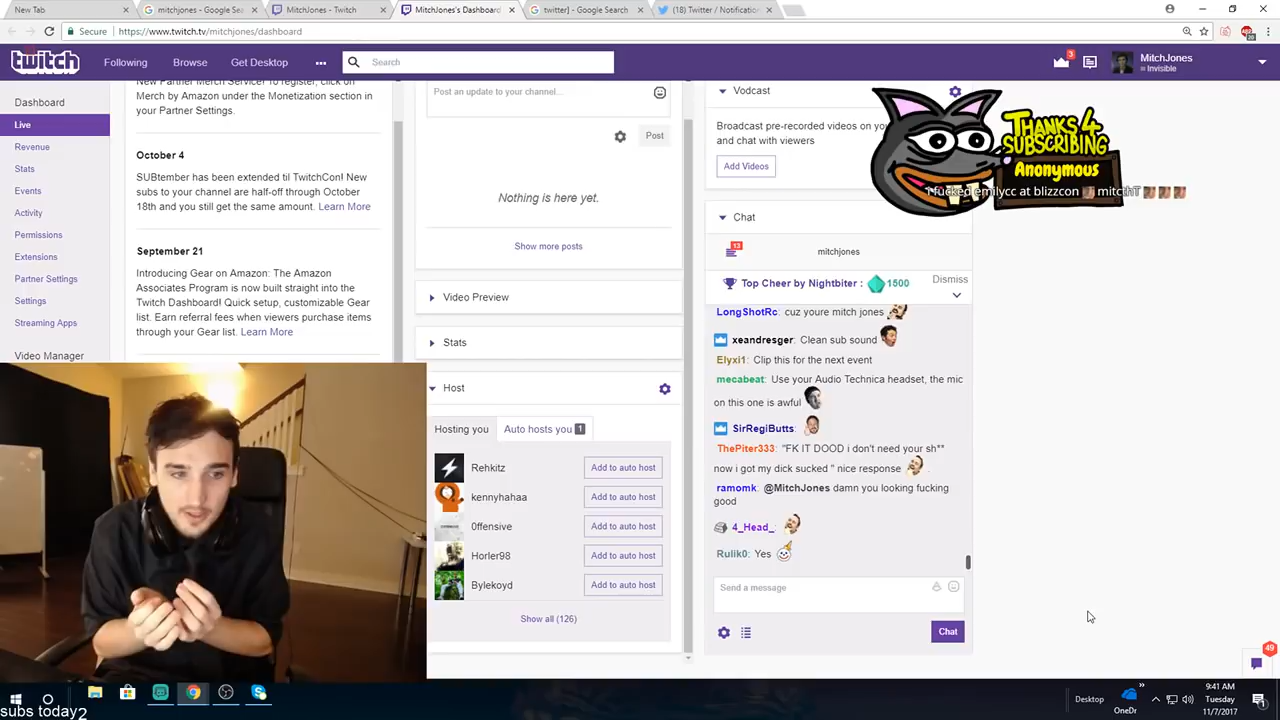 New Tab
mitchjones - Google Sea
MitchJones - Twitch
MitchJones's Dashboard
twitter] - Google Search
(18) Twitter / Notification
Secure
https://www.twitch.tv/mitchjones/dashboard
twitch
Following
Browse
Get Desktop
Search
3
MitchJones
Invisible
Dashboard
Live
Revenue
Stats
Events
Activity
Permissions
Extensions
Partner Settings
Settings
Streaming Apps
Video Manager
New Partner Merch Service! To register, click on
Merch by Amazon under the Monetization section in
your Partner Settings.
October 4
SUBtember has been extended til TwitchCon! New
subs to your channel are half-off through October
18th and you still get the same amount. Learn More
September 21
Introducing Gear on Amazon: The Amazon
Associates Program is now built straight into the
Twitch Dashboard! Quick setup, customizable Gear
list. Earn referral fees when viewers purchase items
through your Gear list. Learn More
Post an update to your channel...
Post
Nothing is here yet.
Show more posts
Video Preview
Stats
Host
Hosting you
Auto hosts you 1
Rehkitz
Add to auto host
kennyhahaa
Add to auto host
0ffensive
Add to auto host
Horler98
Add to auto host
Bylekoyd
Add to auto host
Show all (126)
Vodcast
Broadcast pre-recorded videos on you
and chat with viewers
Add Videos
THANKS 4
SUBSCRIBING
Anonymous
i fucked emilycc at blizzcon mitchT
Chat
13
mitchjones
Top Cheer by Nightbiter : 1500
Dismiss
LongShotRc: cuz youre mitch jones
xeandresger: Clean sub sound
Elyxi1: Clip this for the next event
mecabeat: Use your Audio Technica headset, the mic
on this one is awful
SirRegiButts:
ThePiter333: "FK IT DOOD i don't need your sh**
now i got my dick sucked " nice response
ramomk: @MitchJones damn you looking fucking
good
4_Head_:
Rulik0: Yes
Send a message
Chat
49
subs today2
Desktop
OneDr
9:41 AM
Tuesday
11/7/2017